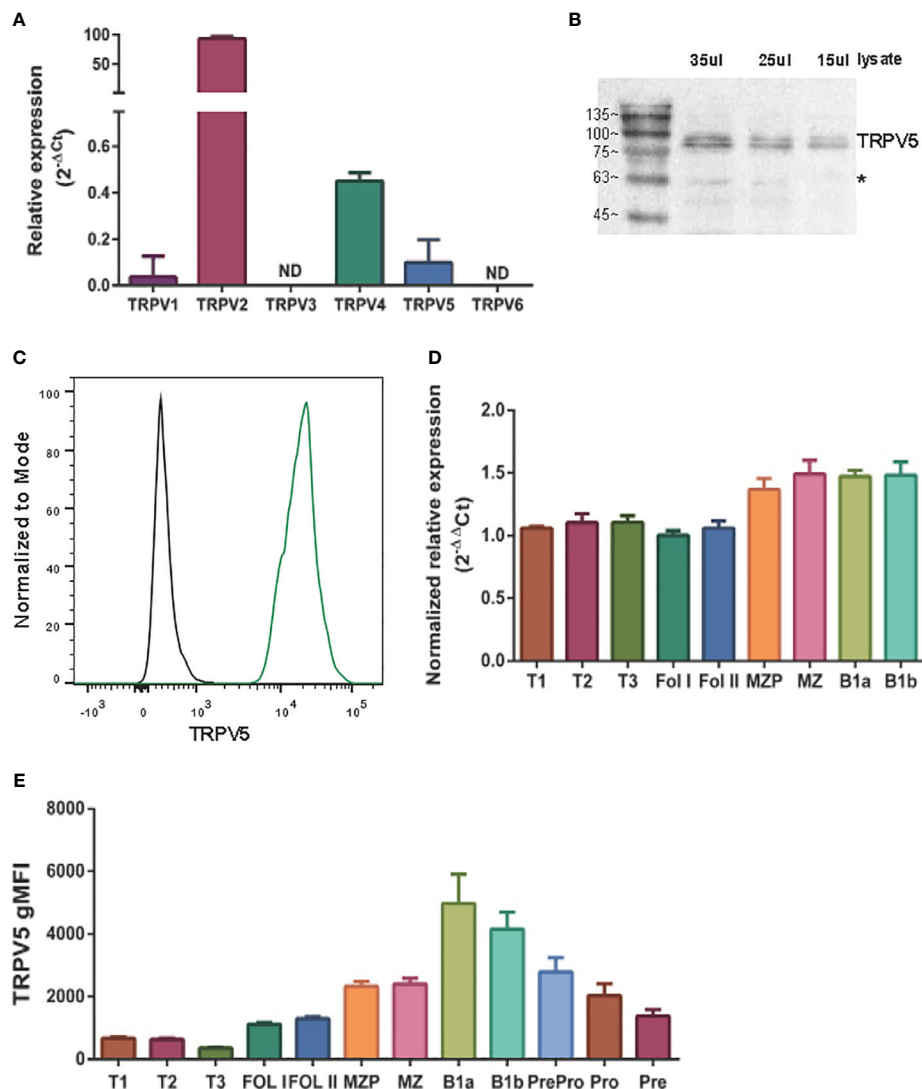 A
Relative expression
(2-ΔCt)
100
50
0.6
0.4
0.2
0.0
ND
ND
TRPV1 TRPV2 TRPV3 TRPV4 TRPV5 TRPV6
B
35ul 25ul 15ul lysate
135~
100~
75~
63~
45~
TRPV5
*
C
Normalized to Mode
100
80
60
40
20
0
-10³ 0 10³ 10⁴ 10⁵
TRPV5
D
Normalized relative expression
(2-Δ ΔCt)
2.0
1.5
1.0
0.5
0.0
T1 T2 T3 Fol I Fol II MZP MZ B1a B1b
E
TRPV5 gMFI
8000
6000
4000
2000
0
T1 T2 T3 FOL I FOL II MZP MZ B1a B1b PrePro Pro Pre